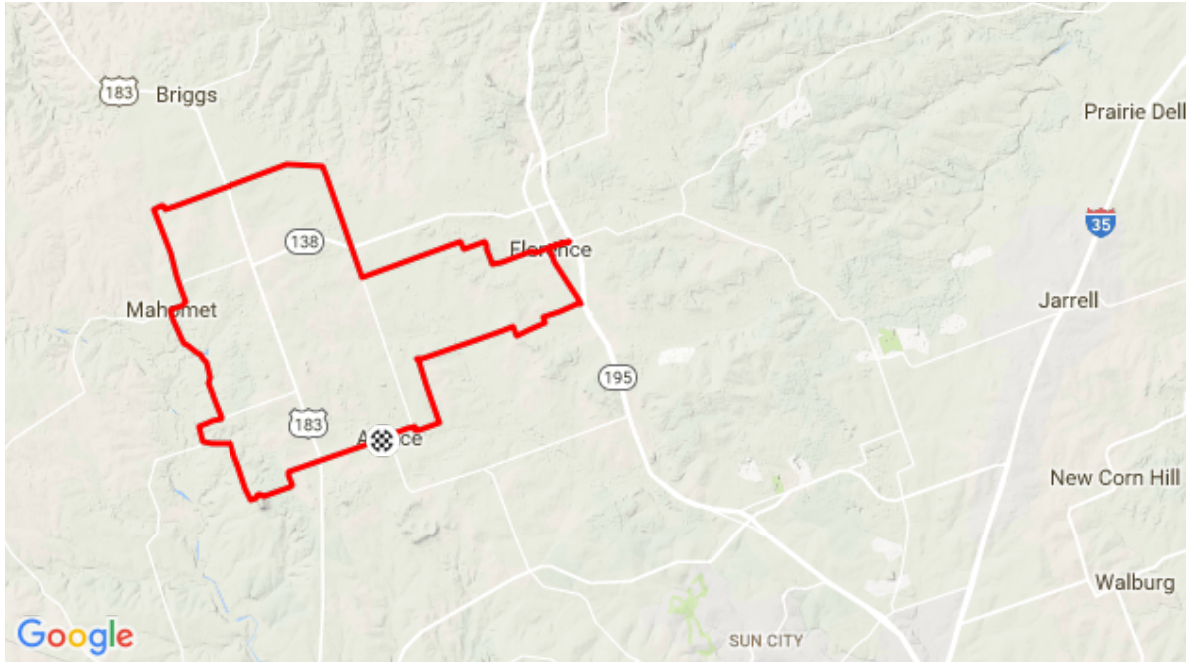 Prairie Dell
183
Briggs
35
138
Florence
Jarrell
Mahomet
195
183
New Corn Hill
Walburg
Google
SUN CITY